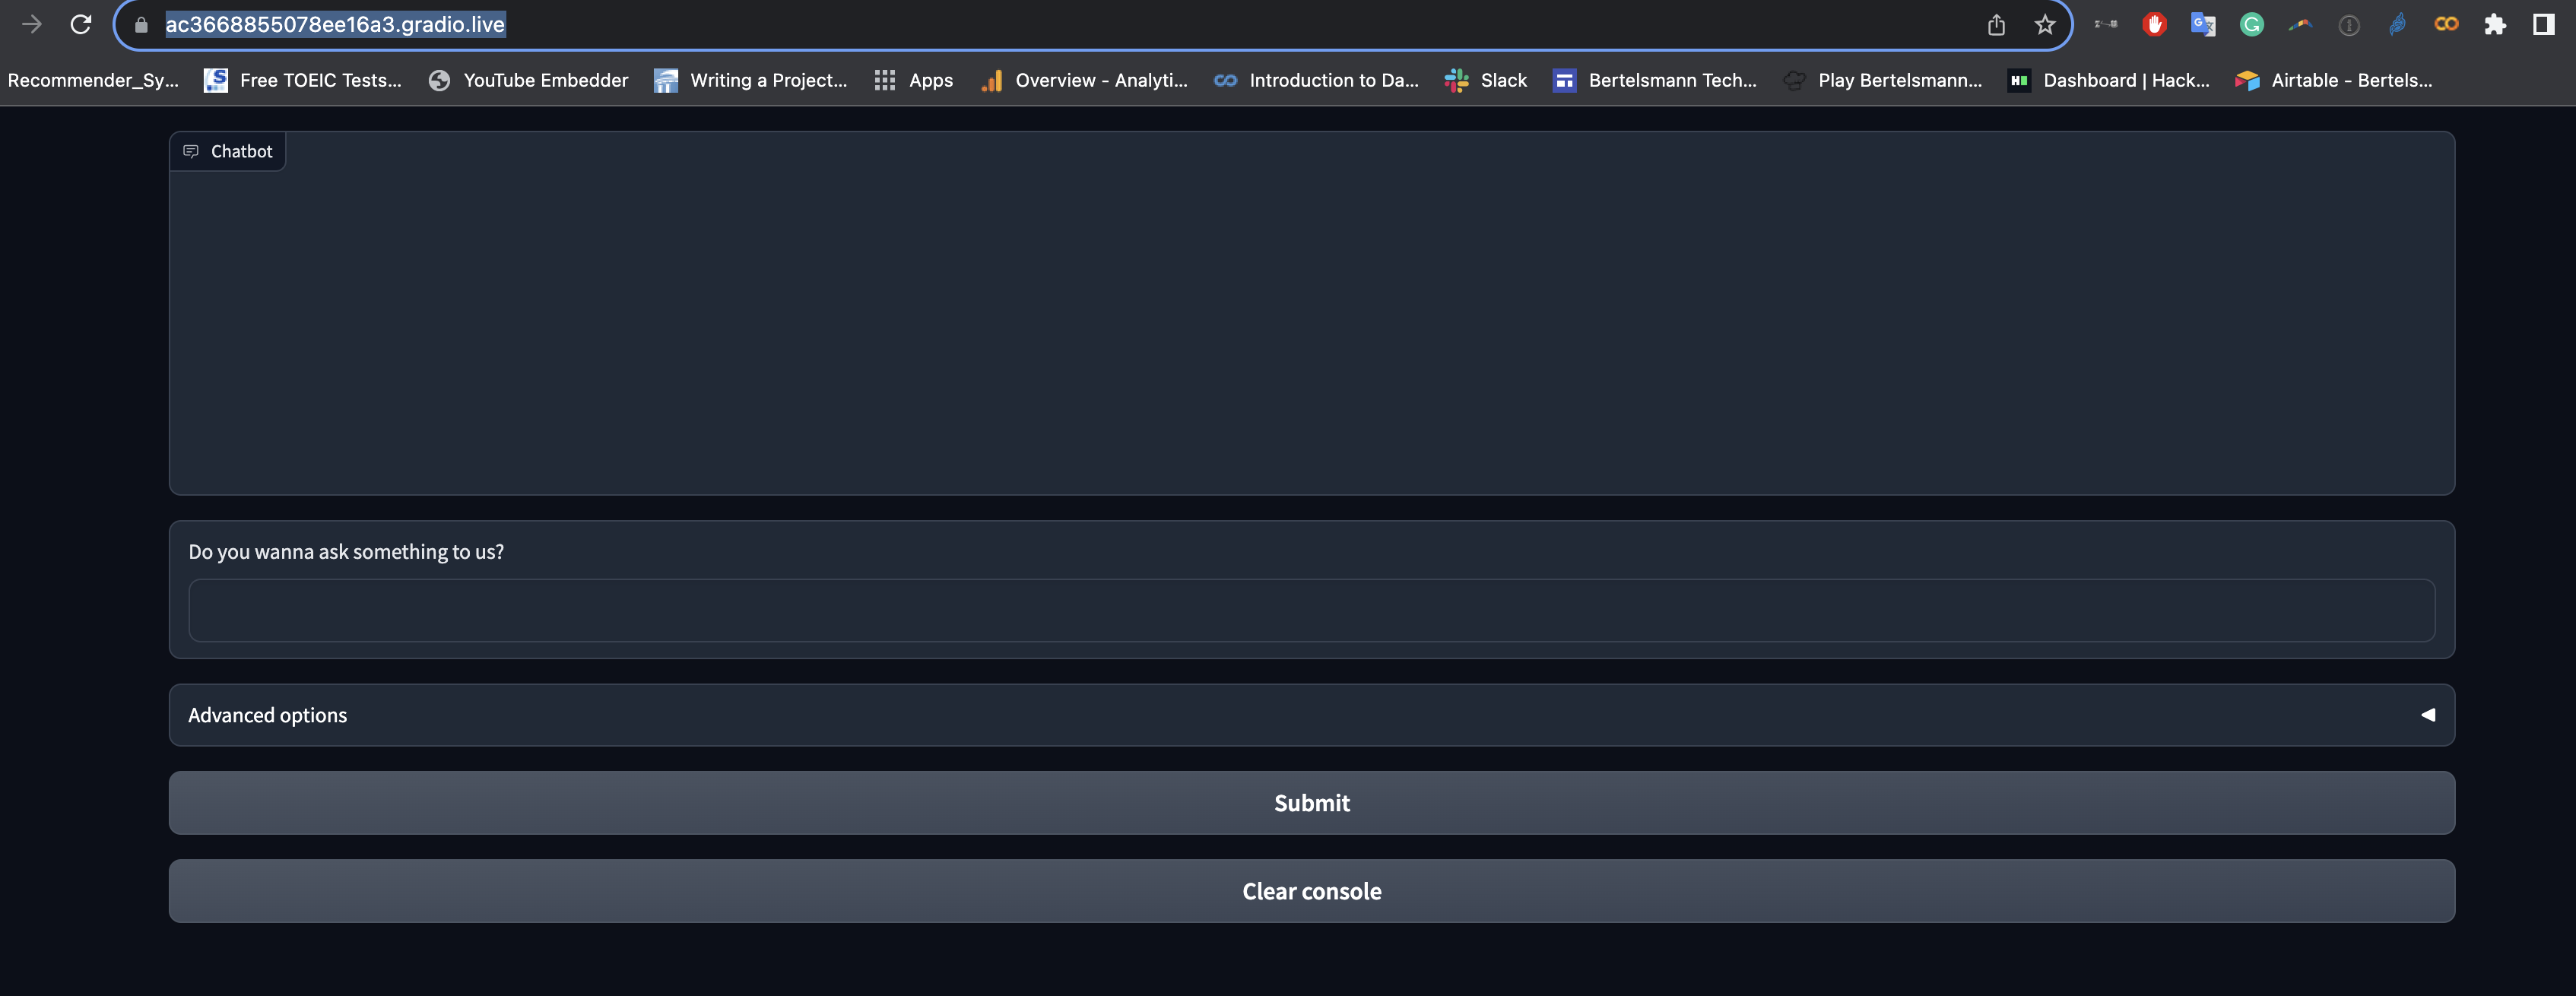 ac3668855078ee16a3.gradio.live
Recommender_Sy... Free TOEIC Tests... YouTube Embedder Writing a Project... Apps Overview - Analyti... Introduction to Da... Slack Bertelsmann Tech... Play Bertelsmann... Dashboard | Hack... Airtable - Bertels...
Chatbot
Do you wanna ask something to us?
Advanced options
Submit
Clear console